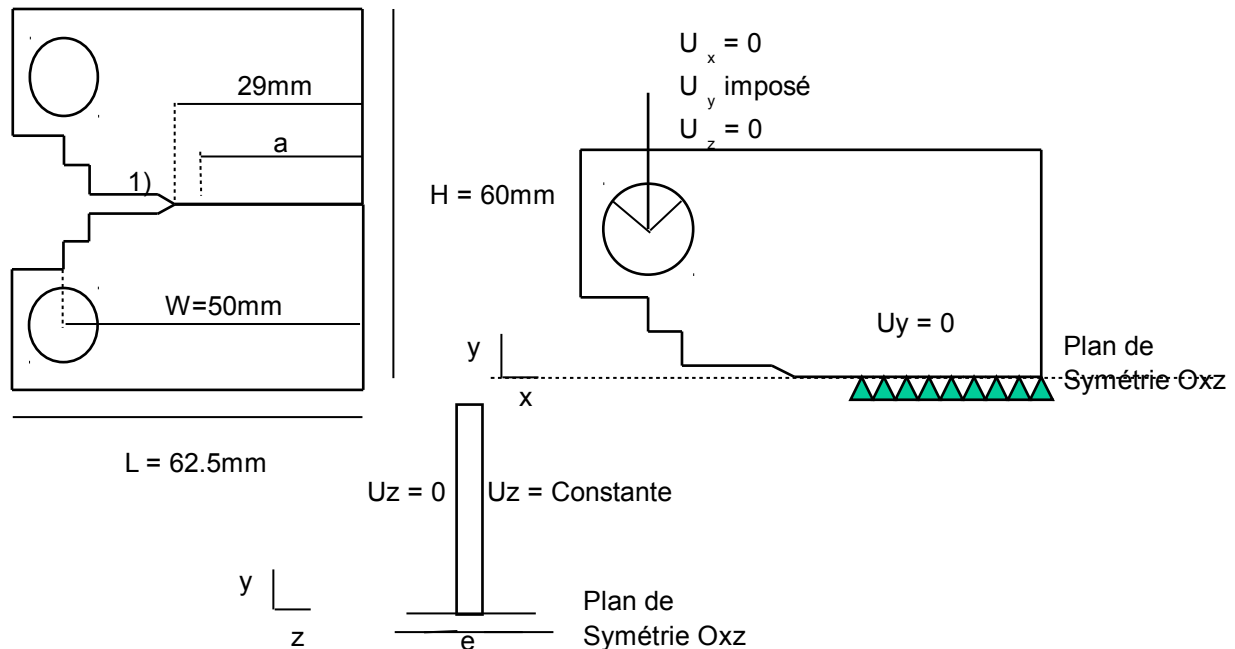 29mm
a
1)
W=50mm
H = 60mm
L = 62.5mm
U x = 0
U y imposé
U z = 0
Uy = 0
Plan de
Symétrie Oxz
y
x
Uz = 0
Uz = Constante
y
z
e
Plan de
Symétrie Oxz